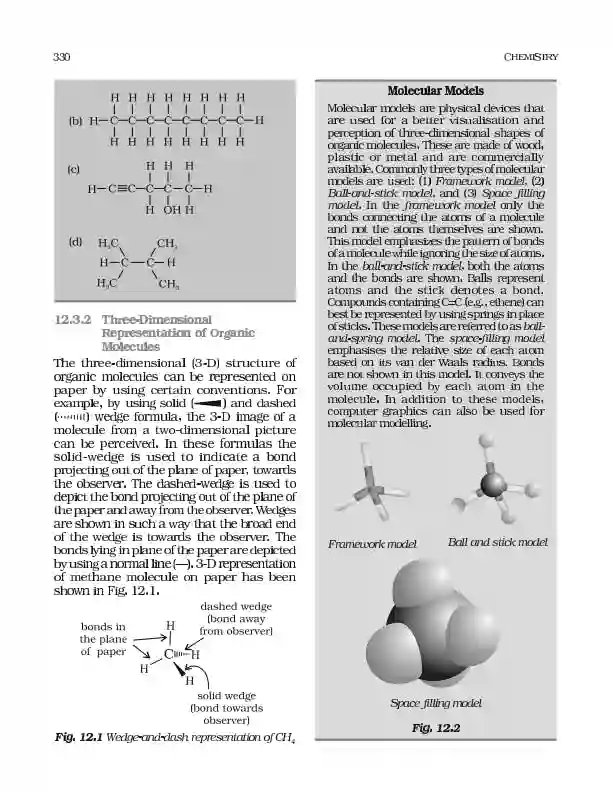 330
CHEMISTRY
H H H H H H H H
(b) H—C—C—C—C—C—C—C—C—H
H H H H H H H H
(c)
H H H
H—C≡C—C—C—C—H
H OH H
(d)
H₃C CH₃
H—C—C—H
H₃C CH₃
12.3.2 Three-Dimensional
Representation of Organic
Molecules
The three-dimensional (3-D) structure of
organic molecules can be represented on
paper by using certain conventions. For
example, by using solid ( ) and dashed
( ) wedge formula, the 3-D image of a
molecule from a two-dimensional picture
can be perceived. In these formulas the
solid-wedge is used to indicate a bond
projecting out of the plane of paper, towards
the observer. The dashed-wedge is used to
depict the bond projecting out of the plane of
the paper and away from the observer. Wedges
are shown in such a way that the broad end
of the wedge is towards the observer. The
bonds lying in plane of the paper are depicted
by using a normal line (—). 3-D representation
of methane molecule on paper has been
shown in Fig. 12.1.
dashed wedge
(bond away
from observer)
bonds in
the plane
of paper
H
C H
H
H
solid wedge
(bond towards
observer)
Fig. 12.1 Wedge-and-dash representation of CH₄
Molecular Models
Molecular models are physical devices that
are used for a better visualisation and
perception of three-dimensional shapes of
organic molecules. These are made of wood,
plastic or metal and are commercially
available. Commonly three types of molecular
models are used: (1) Framework model, (2)
Ball-and-stick model, and (3) Space filling
model. In the framework model only the
bonds connecting the atoms of a molecule
and not the atoms themselves are shown.
This model emphasizes the pattern of bonds
of a molecule while ignoring the size of atoms.
In the ball-and-stick model, both the atoms
and the bonds are shown. Balls represent
atoms and the stick denotes a bond.
Compounds containing C=C (e.g., ethene) can
best be represented by using springs in place
of sticks. These models are referred to as ball-
and-spring model. The space-filling model
emphasises the relative size of each atom
based on its van der Waals radius. Bonds
are not shown in this model. It conveys the
volume occupied by each atom in the
molecule. In addition to these models,
computer graphics can also be used for
molecular modelling.
Framework model
Ball and stick model
Space filling model
Fig. 12.2